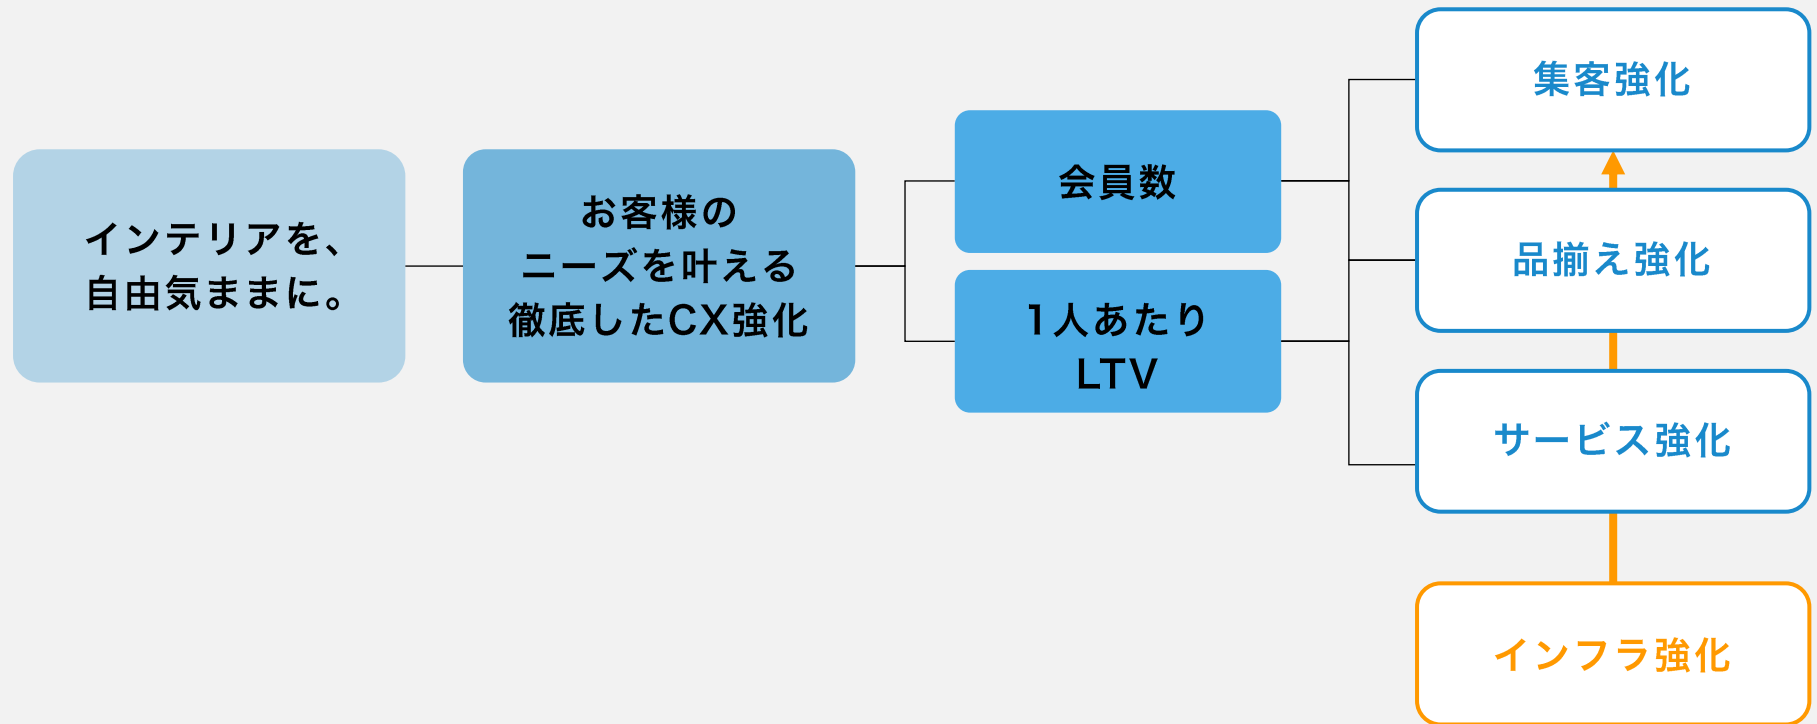 インテリアを、
自由気ままに。
お客様の
ニーズを叶える
徹底したCX強化
会員数
1人あたり
LTV
集客強化
品揃え強化
サービス強化
インフラ強化